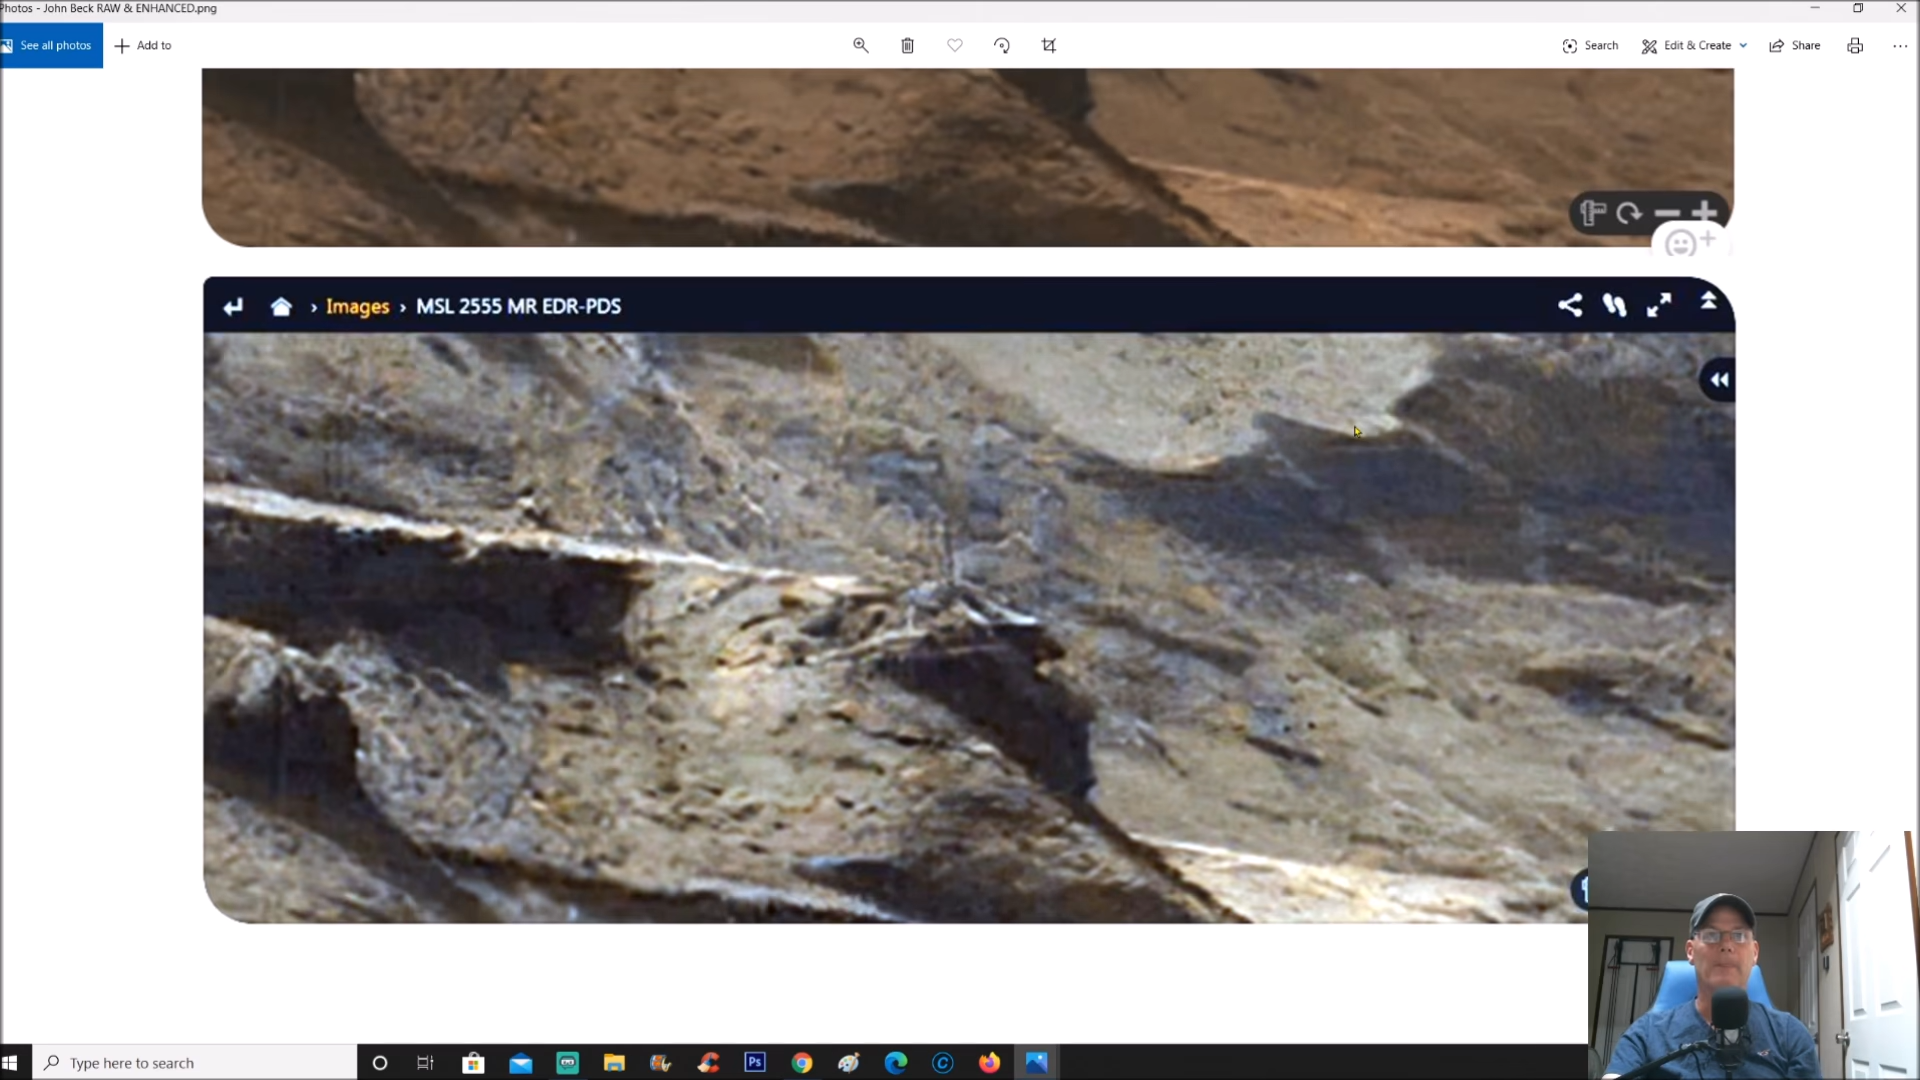 Photos - John Beck RAW & ENHANCED.png
See all photos
Add to
Search
Edit & Create
Share
Images › MSL 2555 MR EDR-PDS
Type here to search
Ps